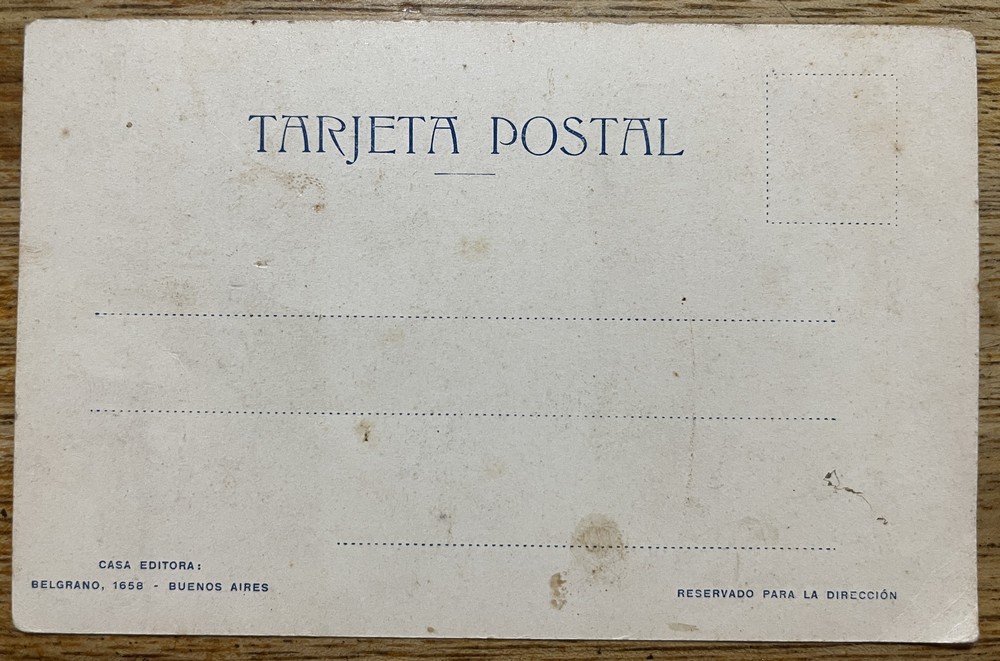 TARJETA POSTAL
CASA EDITORA:
BELGRANO, 1658 - BUENOS AIRES
RESERVADO PARA LA DIRECCIÓN